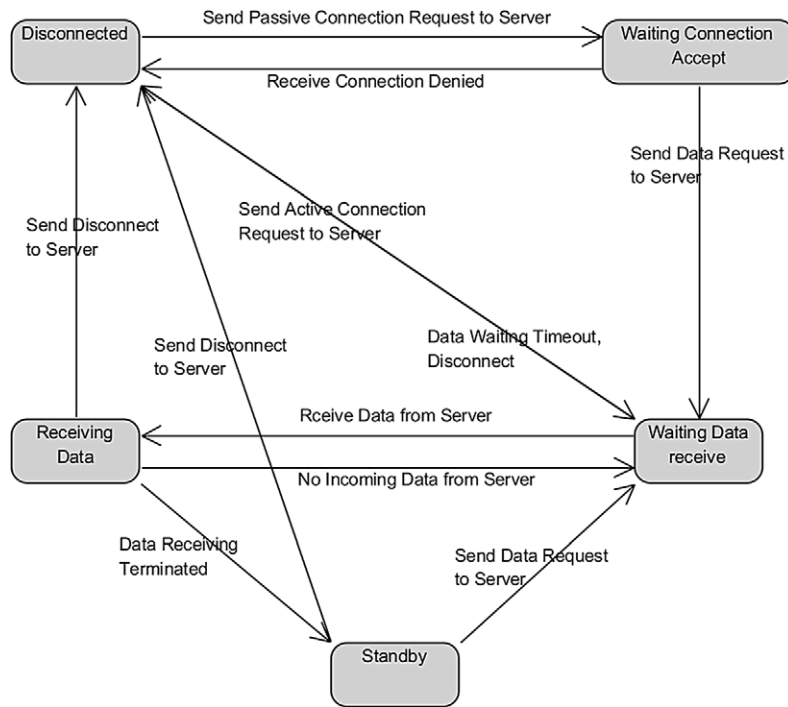 Send Passive Connection Request to Server
Disconnected
Waiting Connection
Accept
Receive Connection Denied
Send Data Request
to Server
Send Active Connection
Request to Server
Send Disconnect
to Server
Data Waiting Timeout,
Disconnect
Send Disconnect
to Server
Rceive Data from Server
Receiving
Data
Waiting Data
receive
No Incoming Data from Server
Data Receiving
Terminated
Send Data Request
to Server
Standby